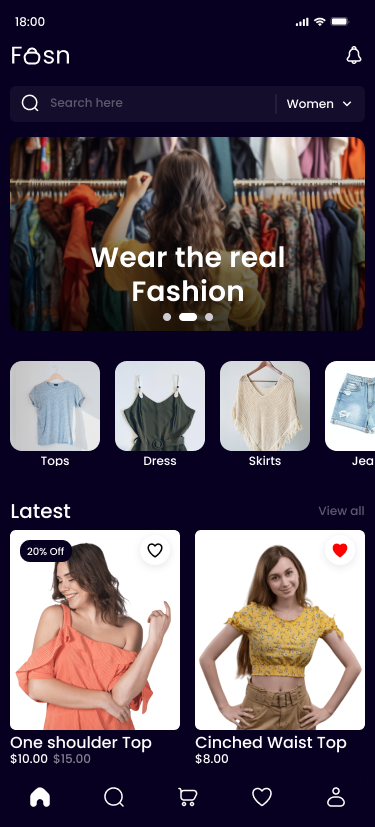 18:00
Fasn
Search here
Women
Wear the real
Fashion
Tops
Dress
Skirts
Jea
Latest
View all
20% Off
One shoulder Top
$10.00 $15.00
Cinched Waist Top
$8.00